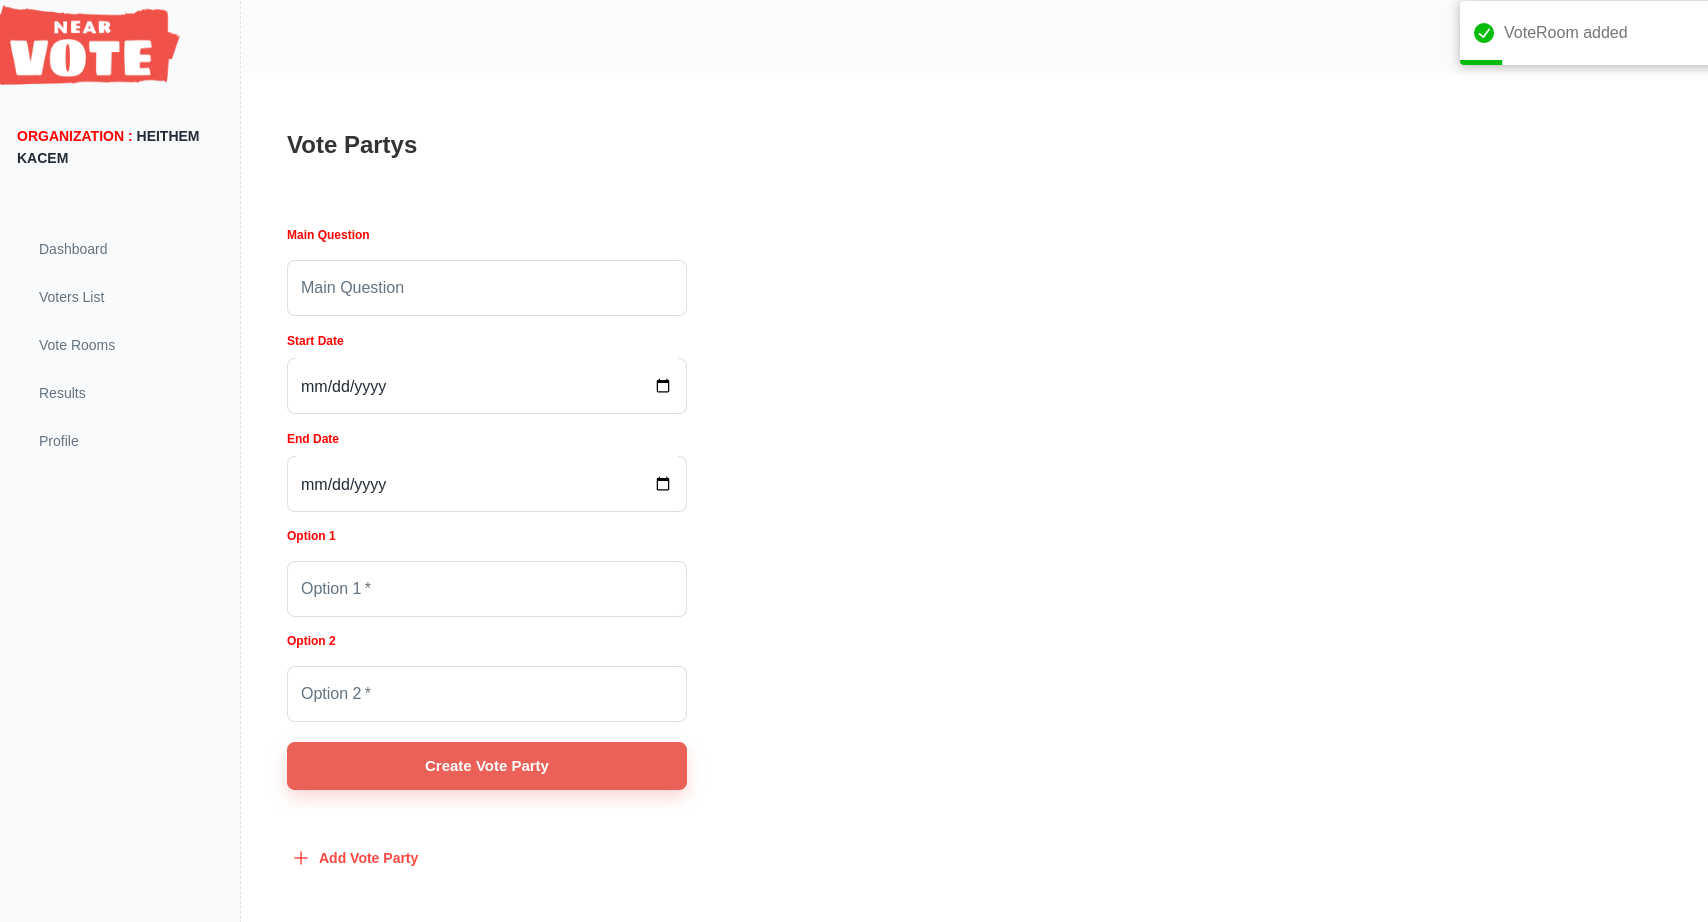 NEAR
VOTE
VoteRoom added
ORGANIZATION : HEITHEM
KACEM
Dashboard
Voters List
Vote Rooms
Results
Profile
Vote Partys
Main Question
Main Question
Start Date
mm/dd/yyyy
End Date
mm/dd/yyyy
Option 1
Option 1 *
Option 2
Option 2 *
Create Vote Party
Add Vote Party